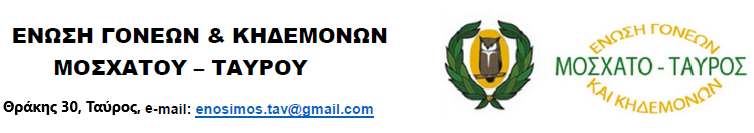 ΕΝΩΣΗ ΓΟΝΕΩΝ & ΚΗΔΕΜΟΝΩΝ
ΜΟΣΧΑΤΟΥ – ΤΑΥΡΟΥ
Θράκης 30, Ταύρος, e-mail: enosimos.tav@gmail.com
ΕΝΩΣΗ ΓΟΝΕΩΝ
ΜΟΣΧΑΤΟ - ΤΑΥΡΟΣ
ΚΑΙ ΚΗΔΕΜΟΝΩΝ